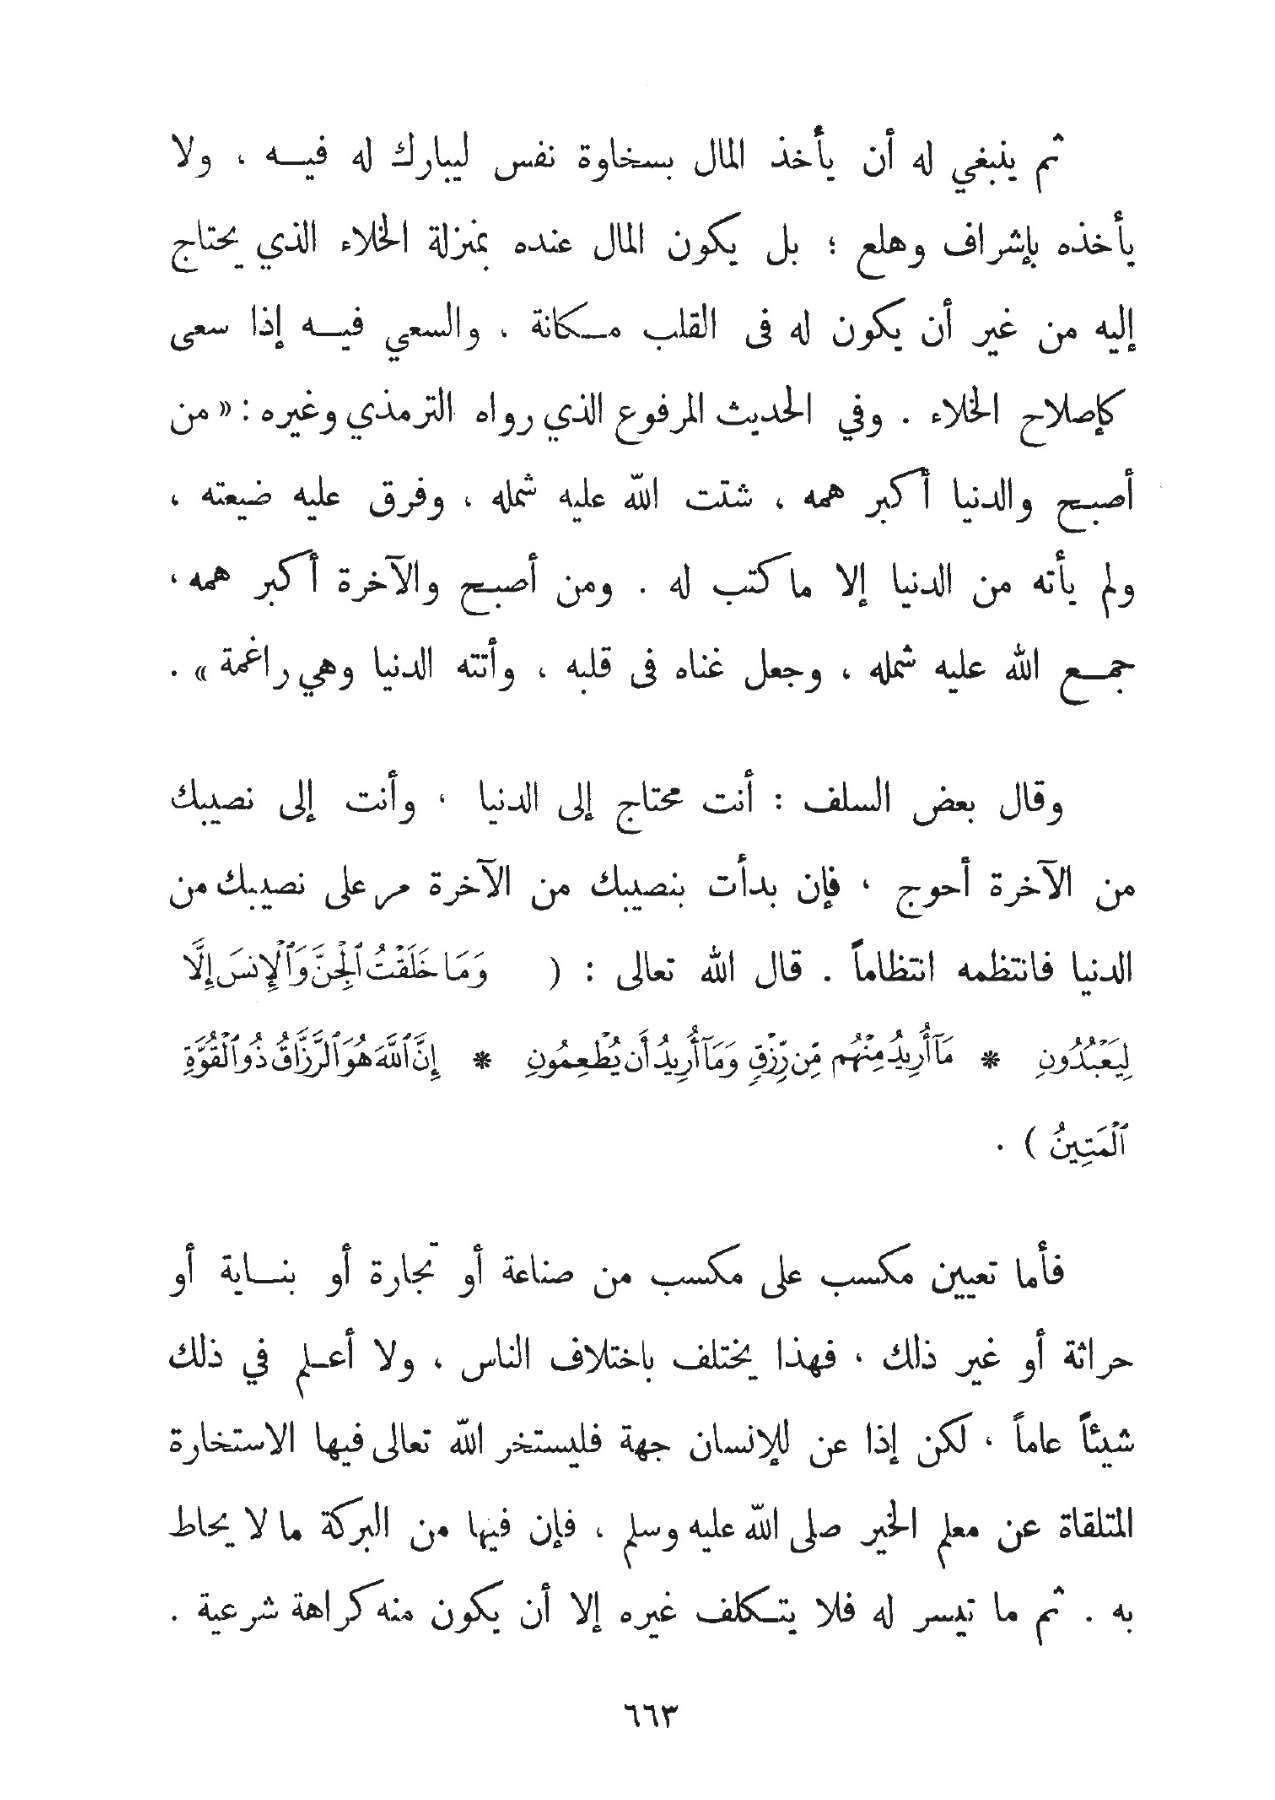 ثم ينبغي له أن يأخذ المال بسخاوة نفس ليبارك له فيه ، ولا
يأخذه بإشراف وهلع ؛ بل يكون المال عنده بمنزلة الخلاء الذي يحتاج
إليه من غير أن يكون له فى القلب مكانة ، والسعي فيه إذا سعى
كإصلاح الخلاء . وفي الحديث المرفوع الذي رواه الترمذي وغيره : « من
أصبح والدنيا أكبر همه ، شتت الله عليه شمله ، وفرق عليه ضيعته ،
ولم يأته من الدنيا إلا ما كتب له . ومن أصبح والآخرة أكبر همه ،
جمع الله عليه شمله ، وجعل غناه فى قلبه ، وأتته الدنيا وهي راغمة » .
وقال بعض السلف : أنت محتاج إلى الدنيا ، وأنت إلى نصيبك
من الآخرة أحوج ، فإن بدأت بنصيبك من الآخرة مر على نصيبك من
الدنيا فانتظمه انتظاماً . قال الله تعالى : ( وَمَا خَلَقْتُ ٱلْجِنَّ وَٱلْإِنسَ إِلَّا
لِيَعْبُدُونِ * مَآ أُرِيدُ مِنْهُم مِّن رِّزْقٍ وَمَآ أُرِيدُ أَن يُطْعِمُونِ * إِنَّ ٱللَّهَ هُوَ ٱلرَّزَّاقُ ذُو ٱلْقُوَّةِ
ٱلْمَتِينُ ) .
فأما تعيين مكسب على مكسب من صناعة أو تجارة أو بناية أو
حراثة أو غير ذلك ، فهذا يختلف باختلاف الناس ، ولا أعلم في ذلك
شيئاً عاماً ، لكن إذا عن للإنسان جهة فليستخر الله تعالى فيها الاستخارة
المتلقاة عن معلم الخير صلى الله عليه وسلم ، فإن فيها من البركة ما لا يحاط
به . ثم ما تيسر له فلا يتكلف غيره إلا أن يكون منه كراهة شرعية .
٦٦٣